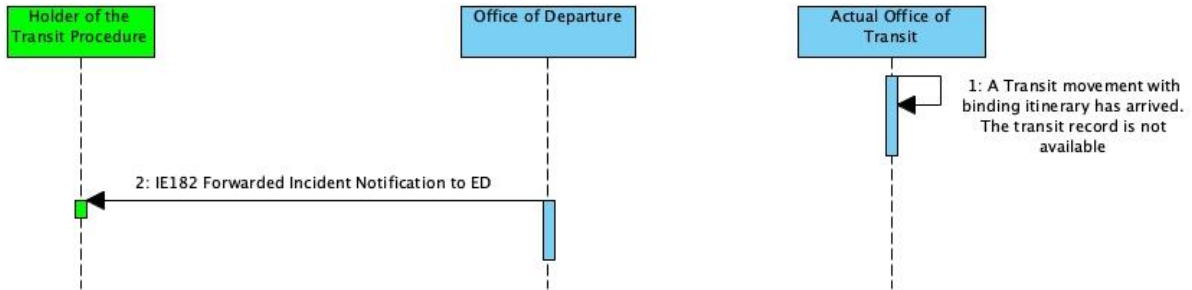 Holder of the
Transit Procedure
Office of Departure
Actual Office of
Transit
1: A Transit movement with
binding itinerary has arrived.
The transit record is not
available
2: IE182 Forwarded Incident Notification to ED